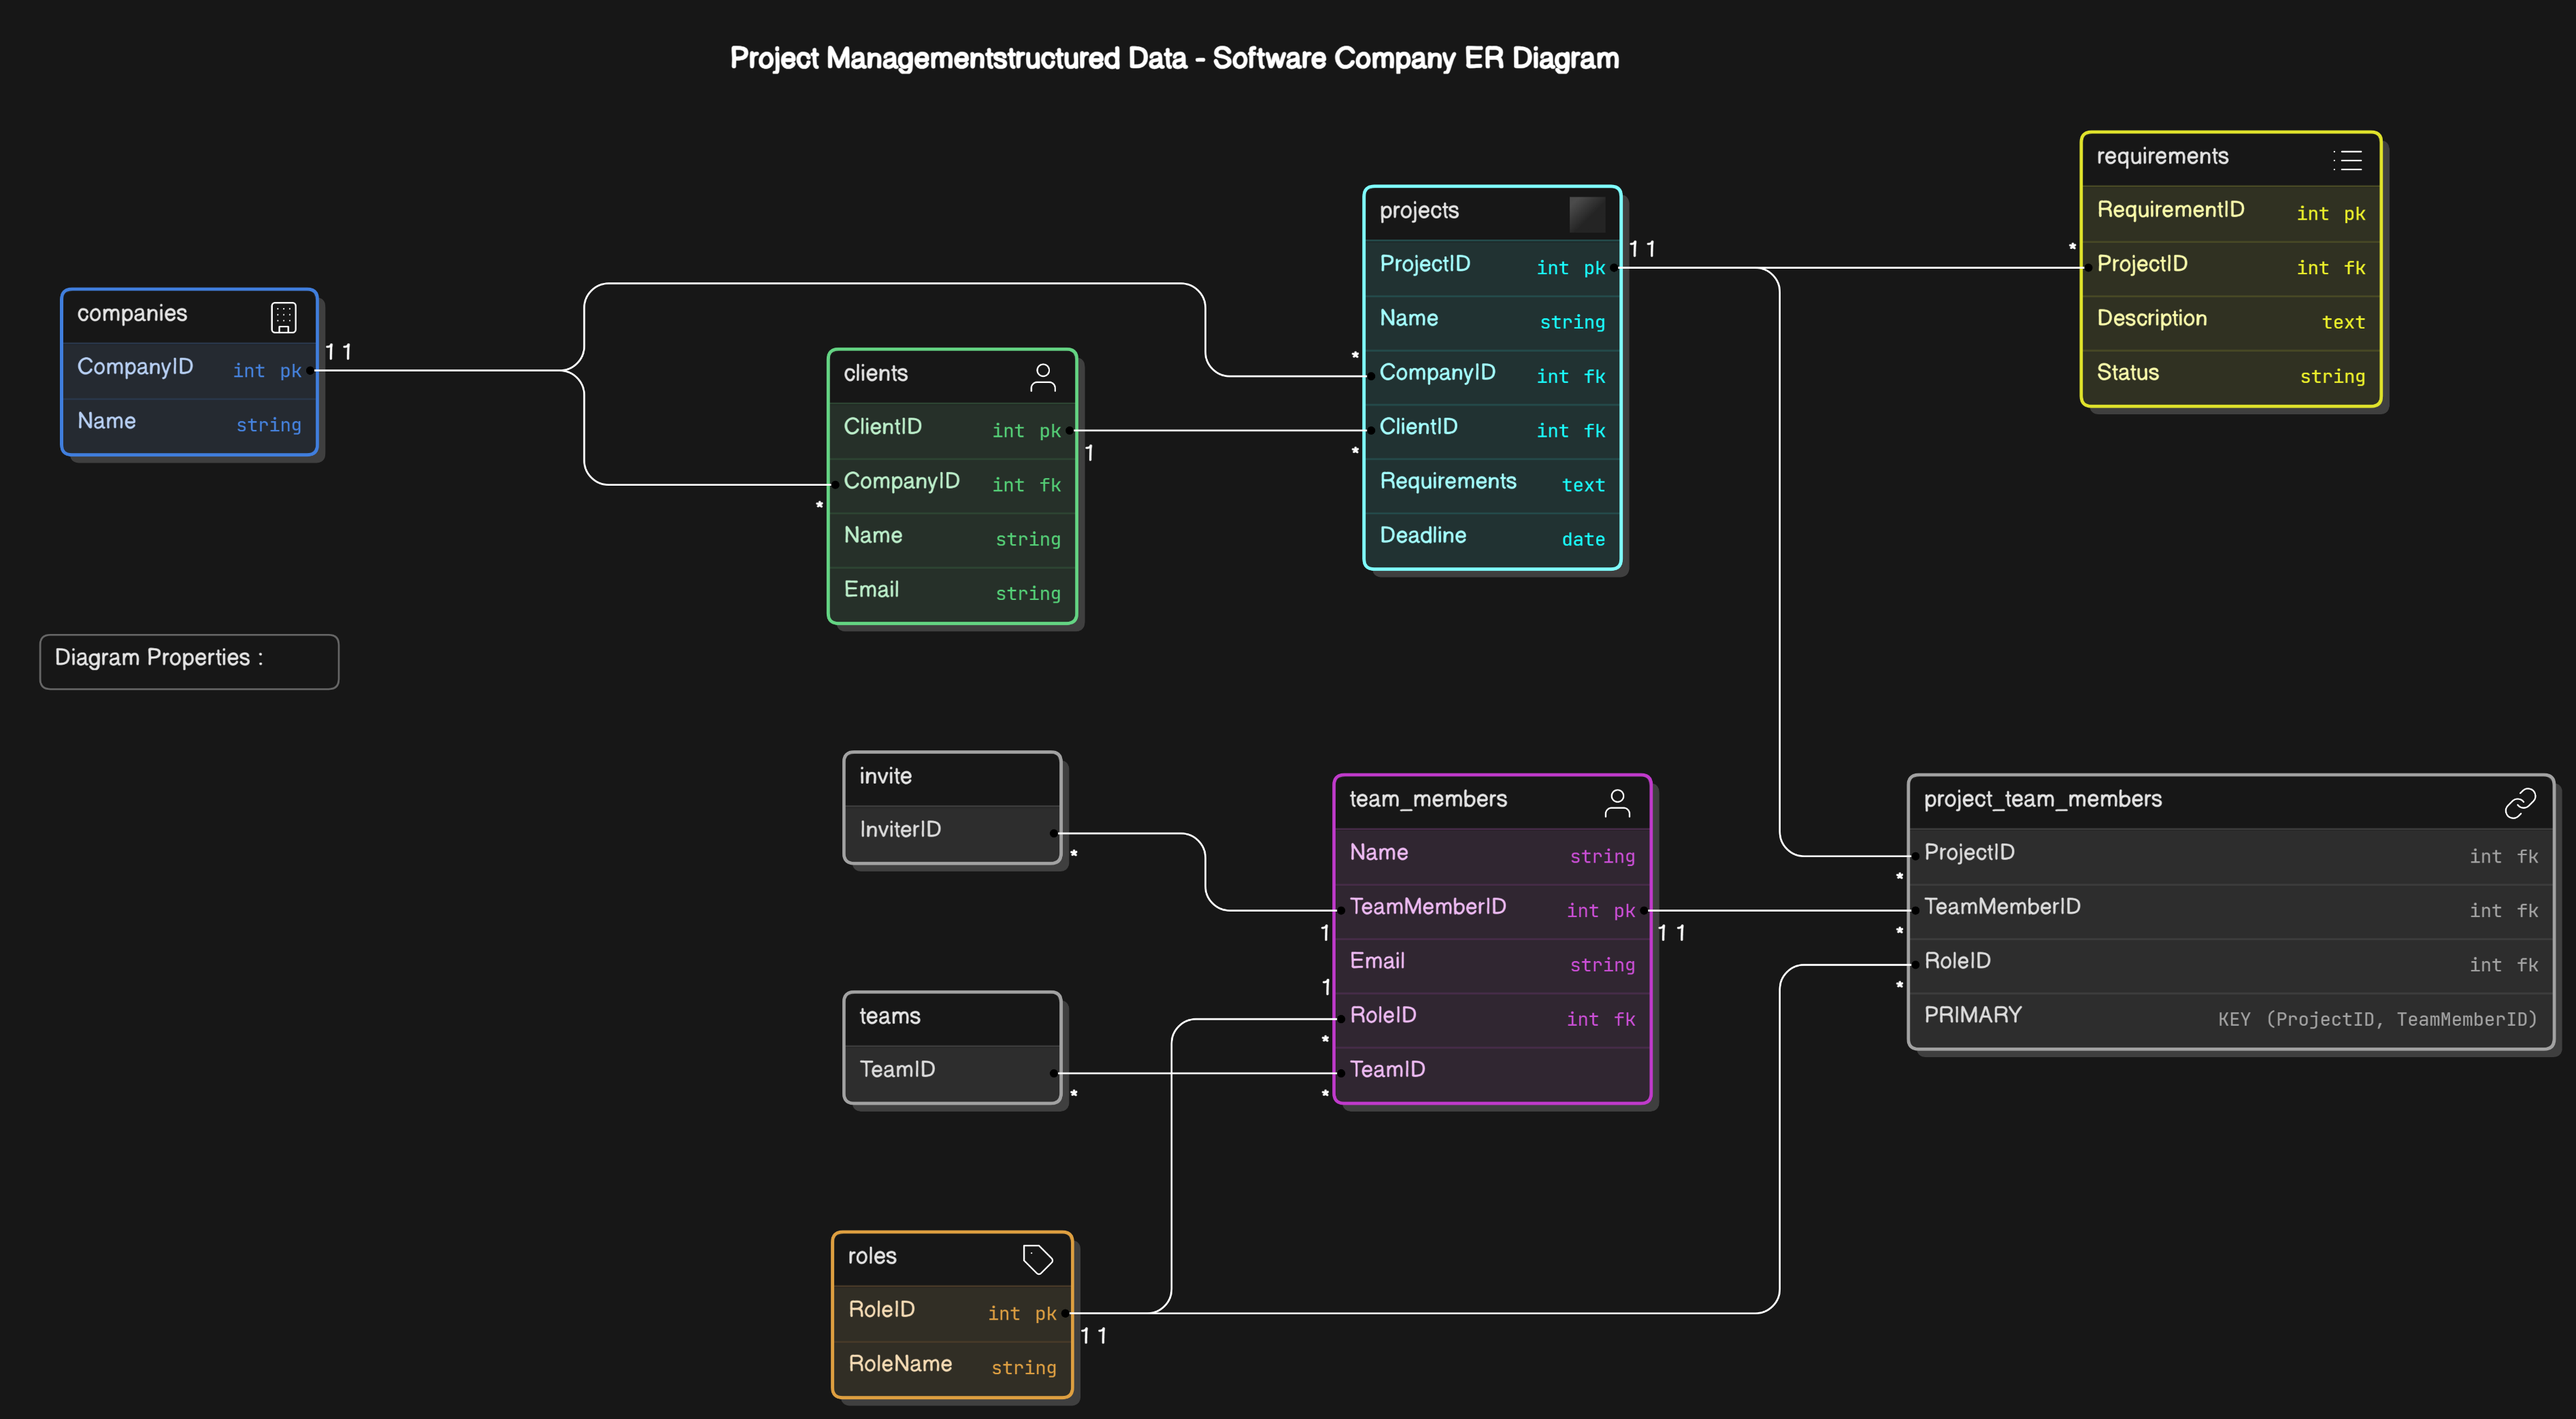 Project Managementstructured Data - Software Company ER Diagram
companies
CompanyID int pk
Name string
1 1
clients
ClientID int pk
CompanyID int fk
Name string
Email string
1
*
projects
ProjectID int pk
Name string
CompanyID int fk
ClientID int fk
Requirements text
Deadline date
1 1
*
*
requirements
RequirementID int pk
ProjectID int fk
Description text
Status string
*
Diagram Properties :
invite
InviterID
*
teams
TeamID
*
team_members
Name string
TeamMemberID int pk
Email string
RoleID int fk
TeamID
1
1
*
*
1 1
project_team_members
ProjectID int fk
TeamMemberID int fk
RoleID int fk
PRIMARY KEY (ProjectID, TeamMemberID)
*
*
*
roles
RoleID int pk
RoleName string
1 1